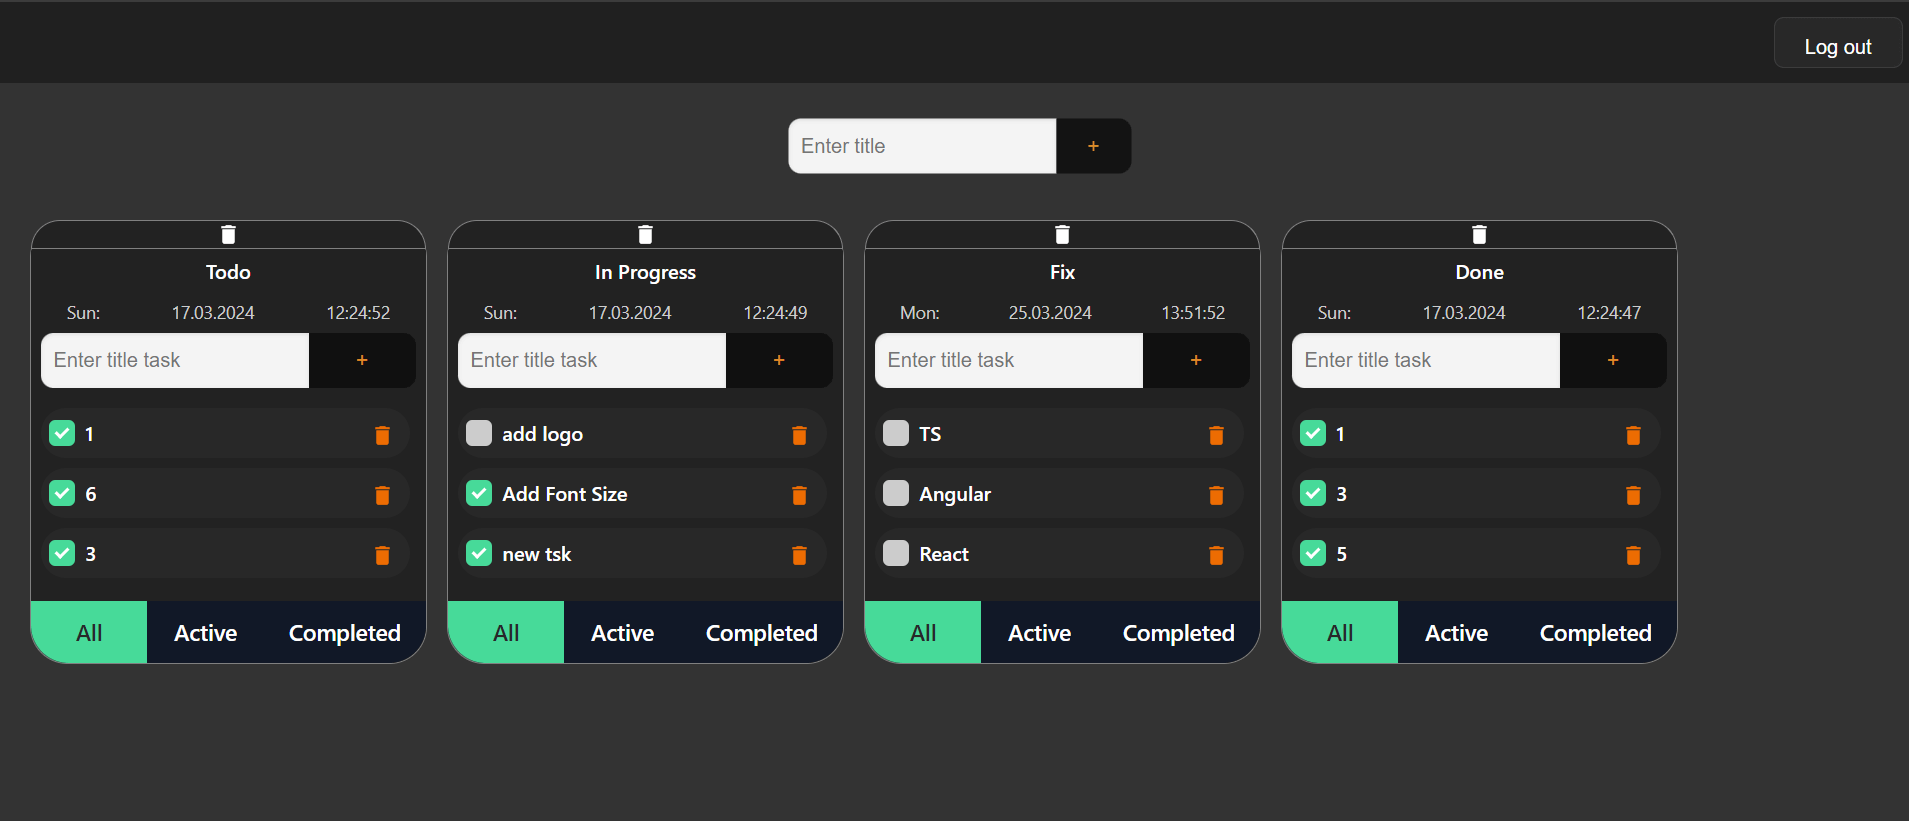 Log out
Enter title +
Todo
Sun: 17.03.2024 12:24:52
Enter title task +
1
6
3
All Active Completed
In Progress
Sun: 17.03.2024 12:24:49
Enter title task +
add logo
Add Font Size
new tsk
All Active Completed
Fix
Mon: 25.03.2024 13:51:52
Enter title task +
TS
Angular
React
All Active Completed
Done
Sun: 17.03.2024 12:24:47
Enter title task +
1
3
5
All Active Completed